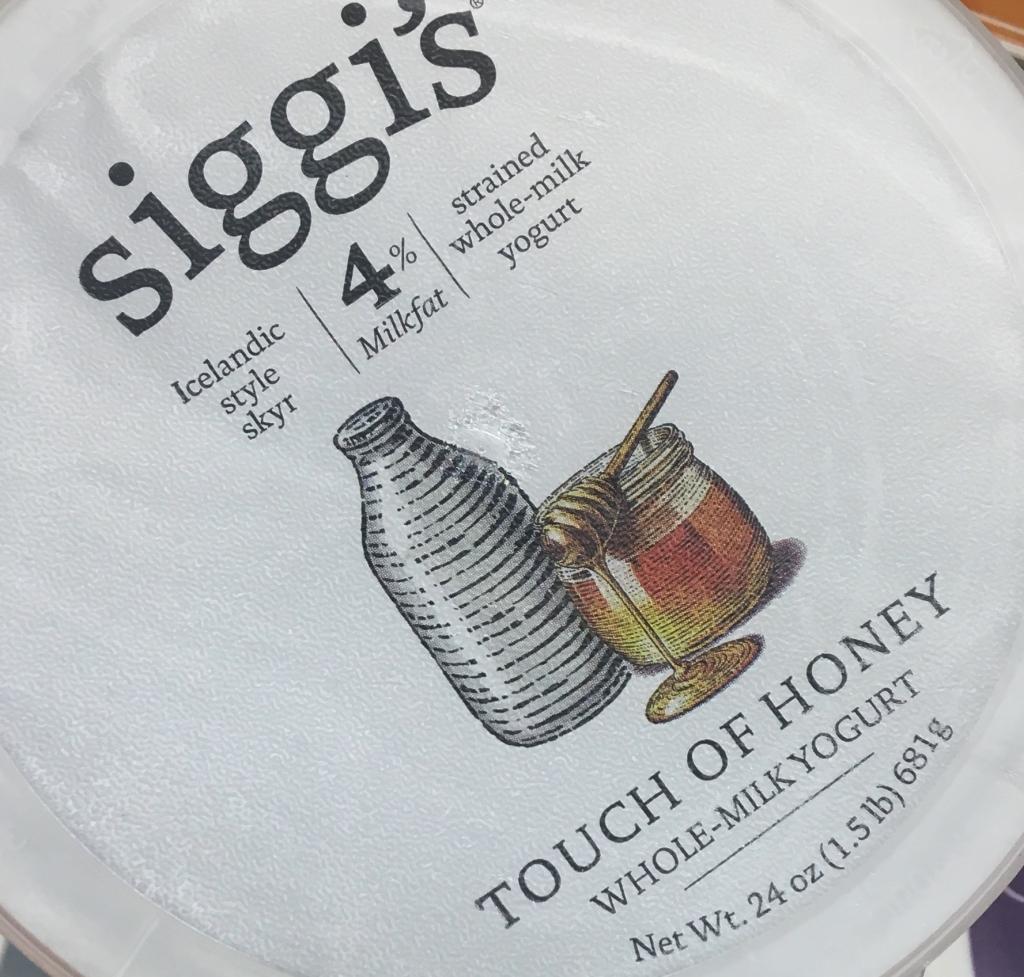 siggi's®
Icelandic
style
skyr
4%
Milkfat
strained
whole-milk
yogurt
TOUCH OF HONEY
WHOLE-MILK YOGURT
Net Wt. 24 oz (1.5 lb) 681g